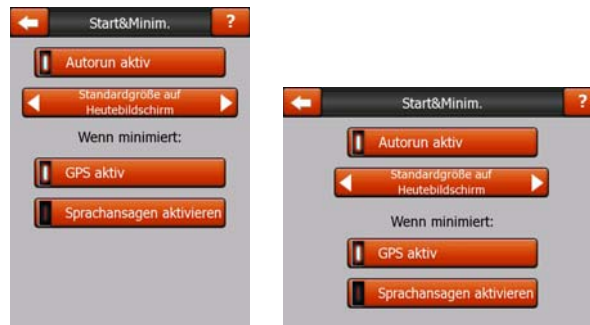 Start&Minim.
?
Autorun aktiv
Standardgröße auf
Heutebildschirm
Wenn minimiert:
GPS aktiv
Sprachansagen aktivieren
Start&Minim.
?
Autorun aktiv
Standardgröße auf
Heutebildschirm
Wenn minimiert:
GPS aktiv
Sprachansagen aktivieren